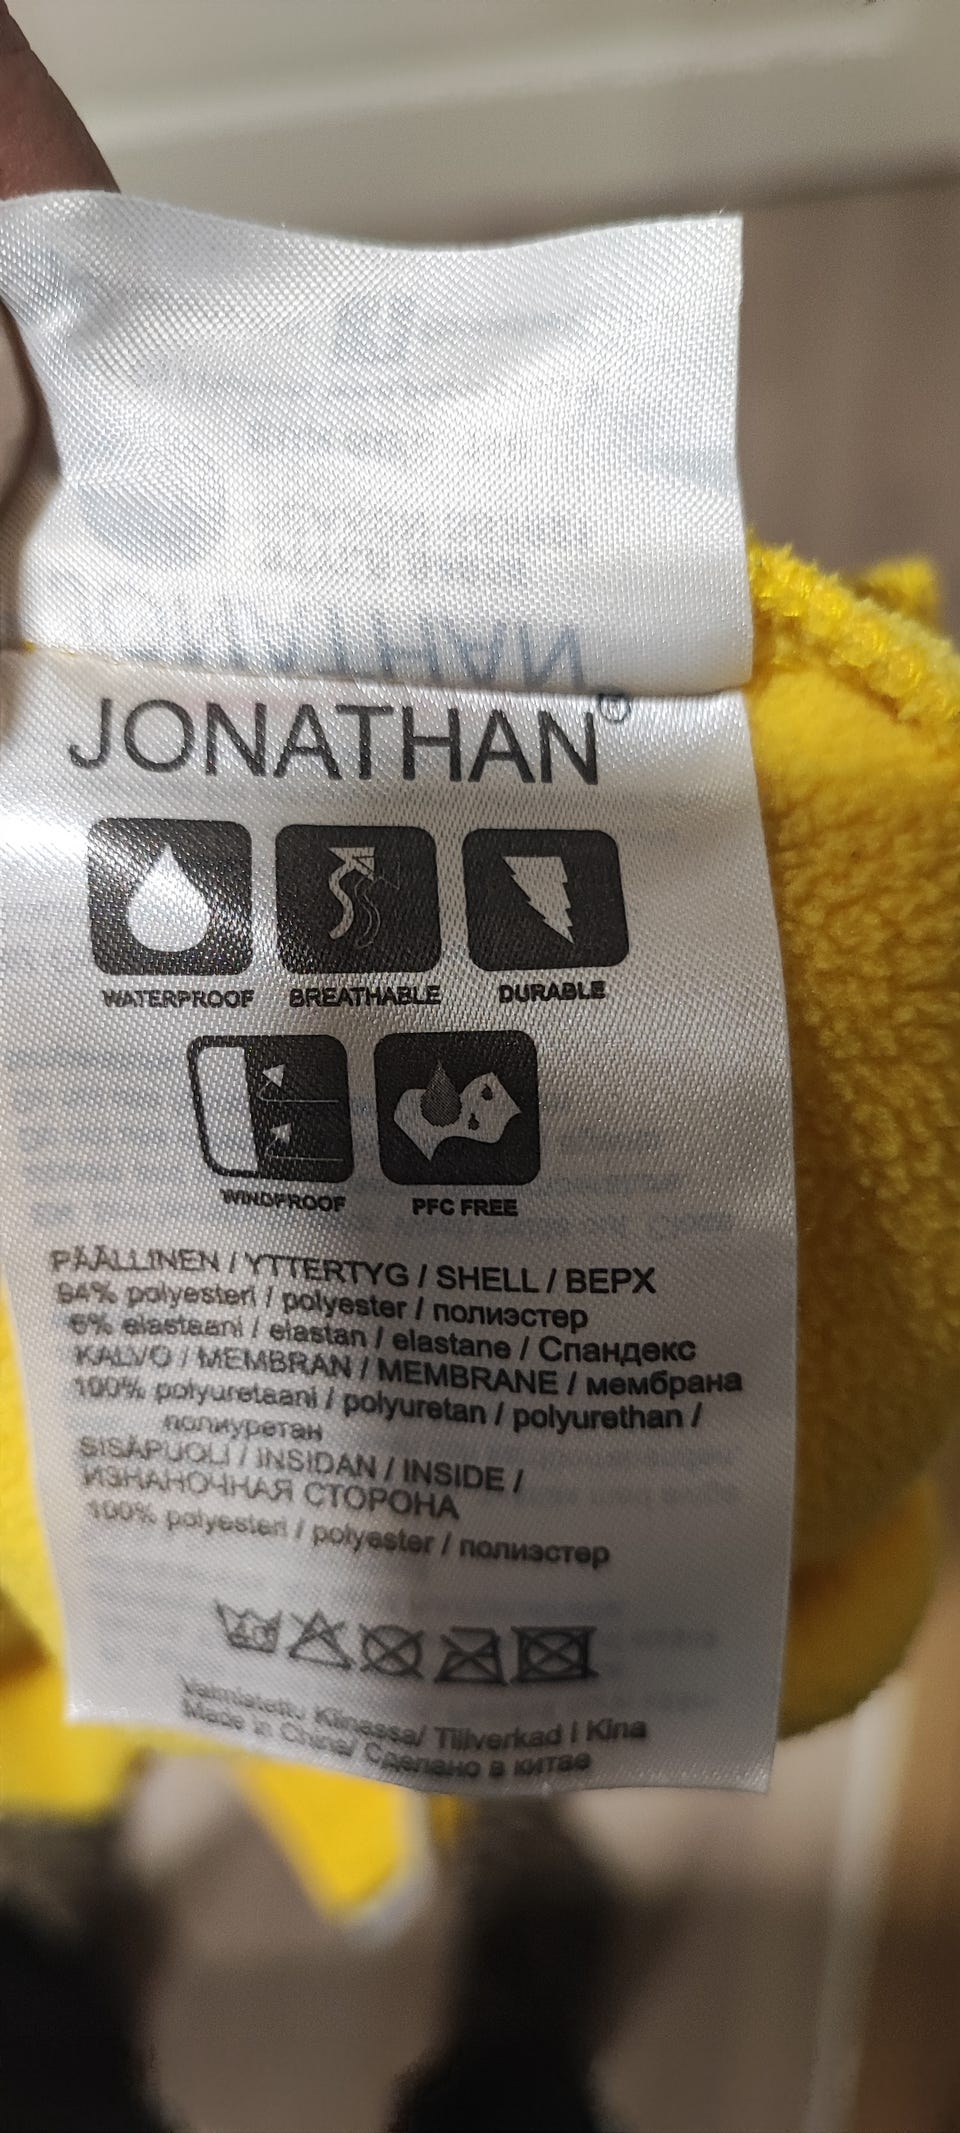 JONATHAN®
WATERPROOF BREATHABLE DURABLE
WINDPROOF PFC FREE
PÄÄLLINEN / YTTERTYG / SHELL / ВЕРХ
94% polyesteri / polyester / полиэстер
6% elastaani / elastan / elastane / Спандекс
KALVO / MEMBRAN / MEMBRANE / мембрана
100% polyuretaani / polyuretan / polyurethan /
полиуретан
SISÄPUOLI / INSIDAN / INSIDE /
ИЗНАНОЧНАЯ СТОРОНА
100% polyesteri / polyester / полиэстер
40
Valmistettu Kiinassa/ Tillverkad i Kina
Made in China/ Сделано в китае